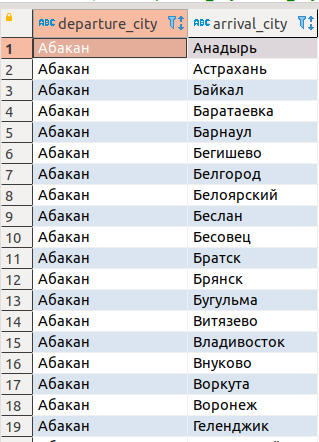 ABC departure_city ABC arrival_city
1 Абакан Анадырь
2 Абакан Астрахань
3 Абакан Байкал
4 Абакан Баратаевка
5 Абакан Барнаул
6 Абакан Бегишево
7 Абакан Белгород
8 Абакан Белоярский
9 Абакан Беслан
10 Абакан Бесовец
11 Абакан Братск
12 Абакан Брянск
13 Абакан Бугульма
14 Абакан Витязево
15 Абакан Владивосток
16 Абакан Внуково
17 Абакан Воркута
18 Абакан Воронеж
19 Абакан Геленджик